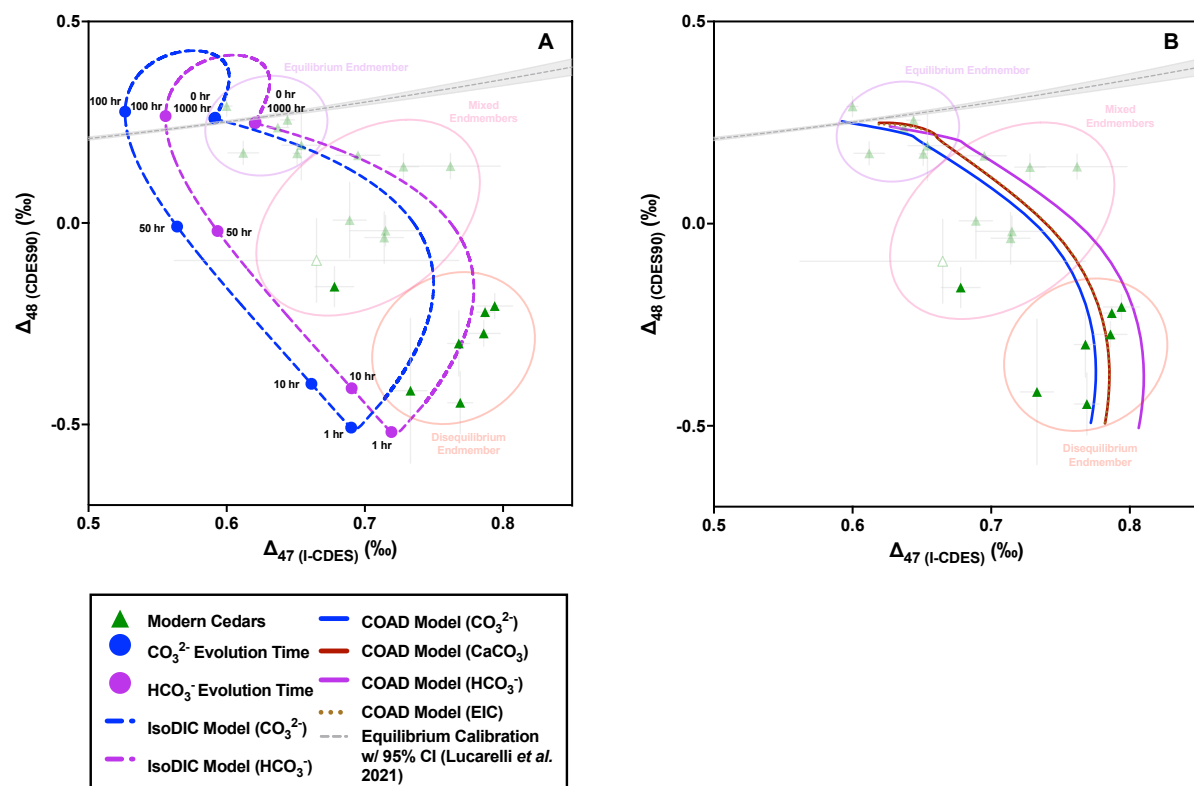 A
0.5
0.0
-0.5
Δ48 (CDES90) (‰)
Equilibrium Endmember
Mixed
Endmembers
100 hr
100 hr
0 hr
1000 hr
0 hr
1000 hr
50 hr
50 hr
10 hr
10 hr
1 hr
1 hr
Disequilibrium
Endmember
0.5
0.6
0.7
0.8
Δ47 (I-CDES) (‰)
B
0.5
0.0
-0.5
Δ48 (CDES90) (‰)
Equilibrium Endmember
Mixed
Endmembers
Disequilibrium
Endmember
0.5
0.6
0.7
0.8
Δ47 (I-CDES) (‰)
Modern Cedars
CO₃²⁻ Evolution Time
HCO₃⁻ Evolution Time
IsoDIC Model (CO₃²⁻)
IsoDIC Model (HCO₃⁻)
COAD Model (CO₃²⁻)
COAD Model (CaCO₃)
COAD Model (HCO₃⁻)
COAD Model (EIC)
Equilibrium Calibration
w/ 95% CI (Lucarelli et al.
2021)